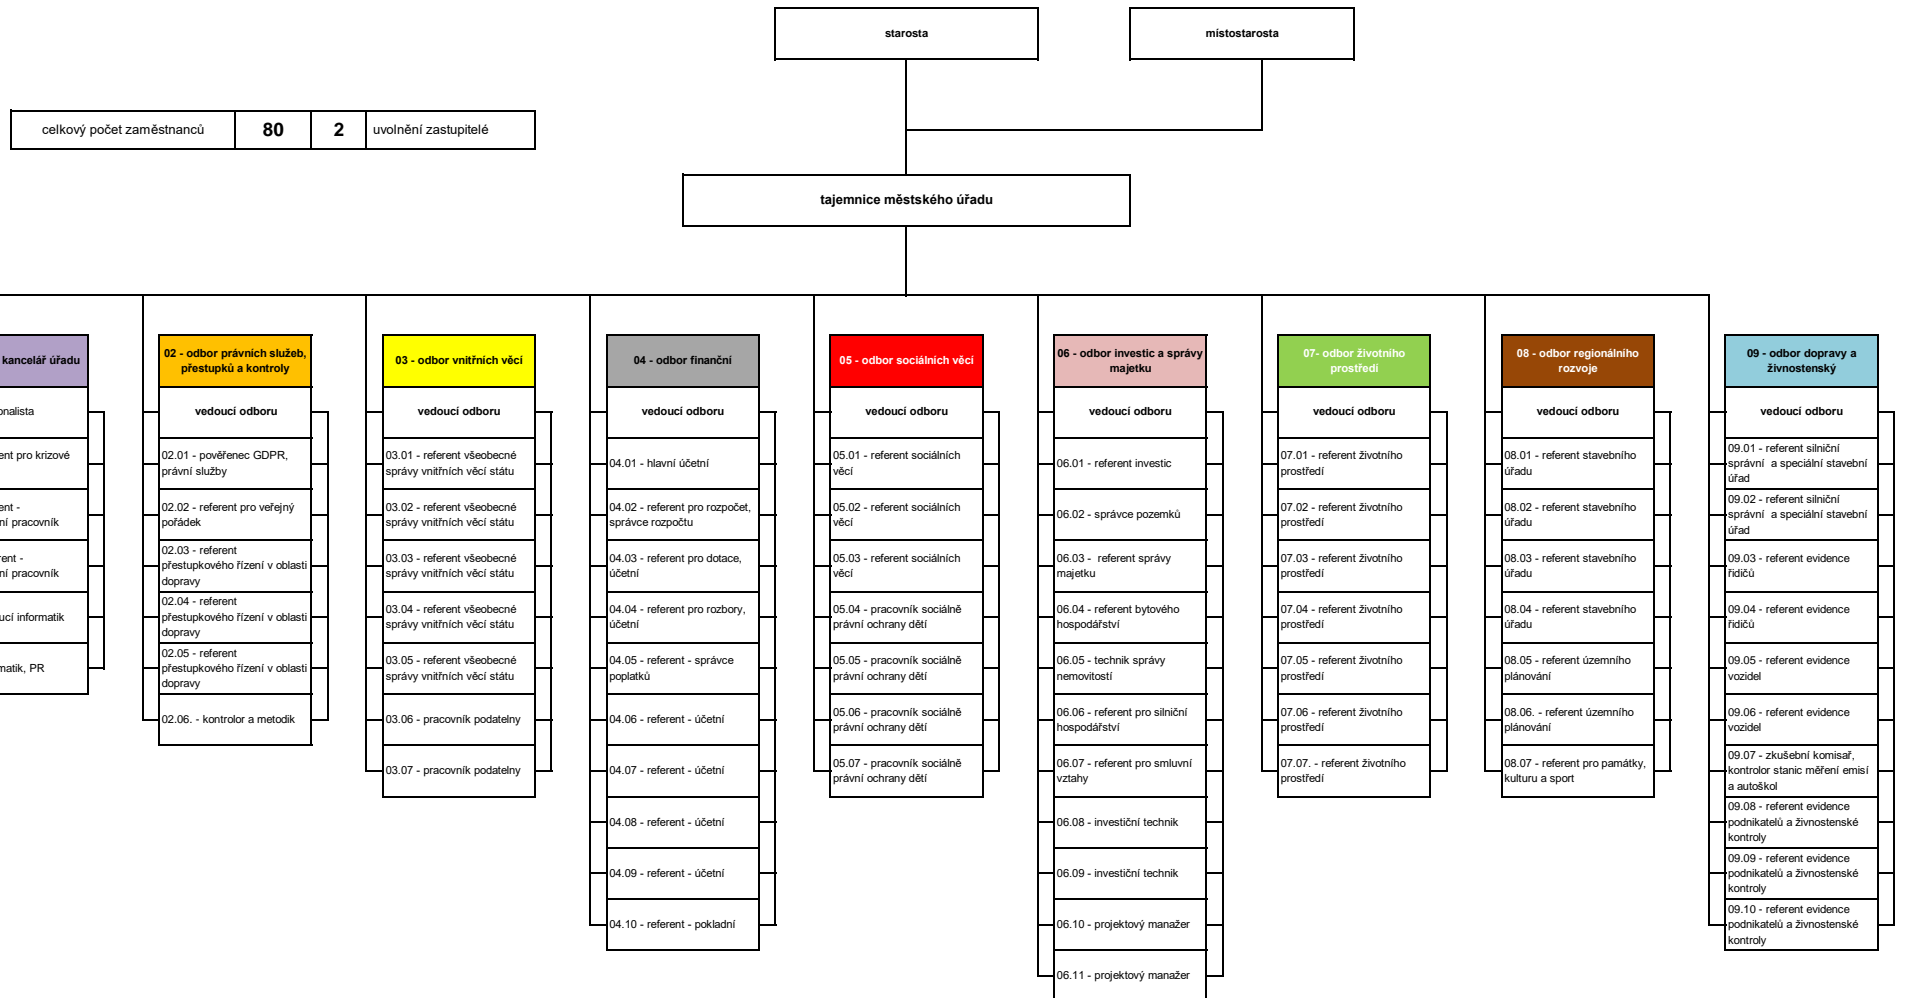 starosta
místostarosta
celkový počet zaměstnanců 80 2 uvolnění zastupitelé
tajemnice městského úřadu
kancelář úřadu
onalista
ent pro krizové
ent -
ní pracovník
rent -
ní pracovník
ucí informatik
matik, PR
02 - odbor právních služeb,
přestupků a kontroly
vedoucí odboru
02.01 - pověřenec GDPR,
právní služby
02.02 - referent pro veřejný
pořádek
02.03 - referent
přestupkového řízení v oblasti
dopravy
02.04 - referent
přestupkového řízení v oblasti
dopravy
02.05 - referent
přestupkového řízení v oblasti
dopravy
02.06. - kontrolor a metodik
03 - odbor vnitřních věcí
vedoucí odboru
03.01 - referent všeobecné
správy vnitřních věcí státu
03.02 - referent všeobecné
správy vnitřních věcí státu
03.03 - referent všeobecné
správy vnitřních věcí státu
03.04 - referent všeobecné
správy vnitřních věcí státu
03.05 - referent všeobecné
správy vnitřních věcí státu
03.06 - pracovník podatelny
03.07 - pracovník podatelny
04 - odbor finanční
vedoucí odboru
04.01 - hlavní účetní
04.02 - referent pro rozpočet,
správce rozpočtu
04.03 - referent pro dotace,
účetní
04.04 - referent pro rozbory,
účetní
04.05 - referent - správce
poplatků
04.06 - referent - účetní
04.07 - referent - účetní
04.08 - referent - účetní
04.09 - referent - účetní
04.10 - referent - pokladní
05 - odbor sociálních věcí
vedoucí odboru
05.01 - referent sociálních
věcí
05.02 - referent sociálních
věcí
05.03 - referent sociálních
věcí
05.04 - pracovník sociálně
právní ochrany dětí
05.05 - pracovník sociálně
právní ochrany dětí
05.06 - pracovník sociálně
právní ochrany dětí
05.07 - pracovník sociálně
právní ochrany dětí
06 - odbor investic a správy
majetku
vedoucí odboru
06.01 - referent investic
06.02 - správce pozemků
06.03 - referent správy
majetku
06.04 - referent bytového
hospodářství
06.05 - technik správy
nemovitostí
06.06 - referent pro silniční
hospodářství
06.07 - referent pro smluvní
vztahy
06.08 - investiční technik
06.09 - investiční technik
06.10 - projektový manažer
06.11 - projektový manažer
07- odbor životního
prostředí
vedoucí odboru
07.01 - referent životního
prostředí
07.02 - referent životního
prostředí
07.03 - referent životního
prostředí
07.04 - referent životního
prostředí
07.05 - referent životního
prostředí
07.06 - referent životního
prostředí
07.07. - referent životního
prostředí
08 - odbor regionálního
rozvoje
vedoucí odboru
08.01 - referent stavebního
úřadu
08.02 - referent stavebního
úřadu
08.03 - referent stavebního
úřadu
08.04 - referent stavebního
úřadu
08.05 - referent územního
plánování
08.06. - referent územního
plánování
08.07 - referent pro památky,
kulturu a sport
09 - odbor dopravy a
živnostenský
vedoucí odboru
09.01 - referent silniční
správní a speciální stavební
úřad
09.02 - referent silniční
správní a speciální stavební
úřad
09.03 - referent evidence
řidičů
09.04 - referent evidence
řidičů
09.05 - referent evidence
vozidel
09.06 - referent evidence
vozidel
09.07 - zkušební komisař,
kontrolor stanic měření emisí
a autoškol
09.08 - referent evidence
podnikatelů a živnostenské
kontroly
09.09 - referent evidence
podnikatelů a živnostenské
kontroly
09.10 - referent evidence
podnikatelů a živnostenské
kontroly